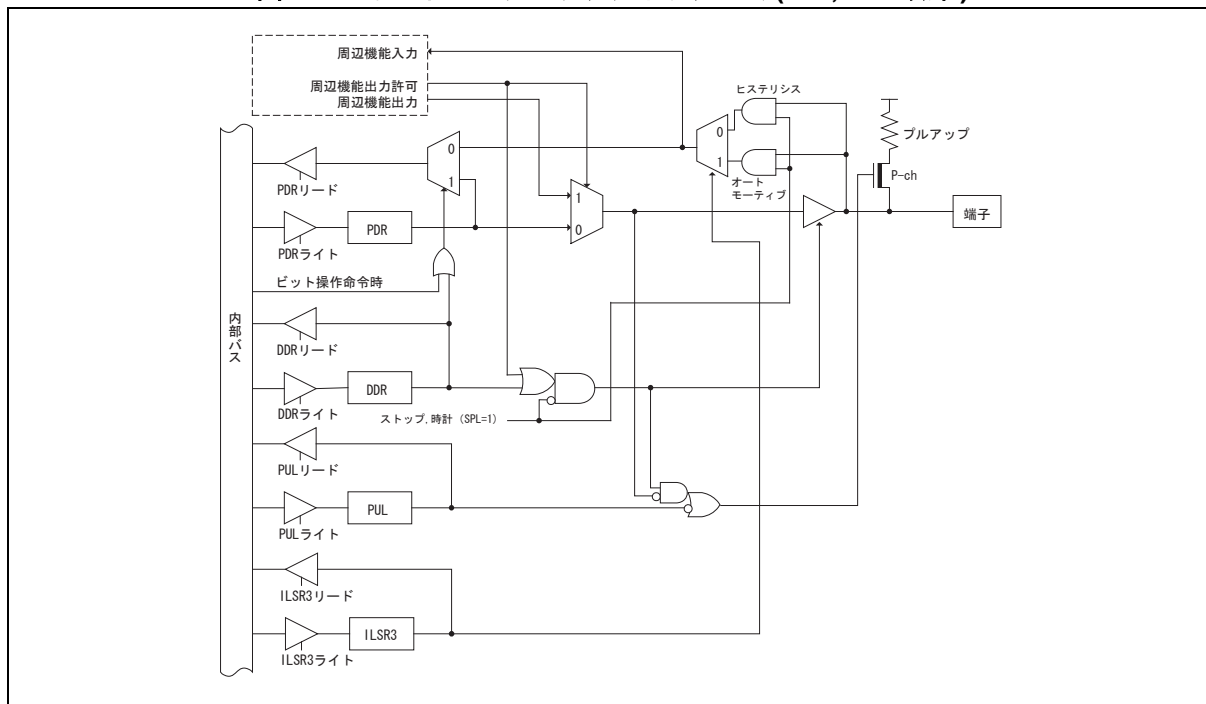 周辺機能入力
周辺機能出力許可
周辺機能出力
ヒステリシス
プルアップ
0
1
オート
モーティブ
P-ch
0
1
PDRリード
1
0
端子
PDR
PDRライト
ビット操作命令時
内部バス
DDRリード
DDR
DDRライト
ストップ, 時計 (SPL=1)
PULリード
PUL
PULライト
ILSR3リード
ILSR3
ILSR3ライト